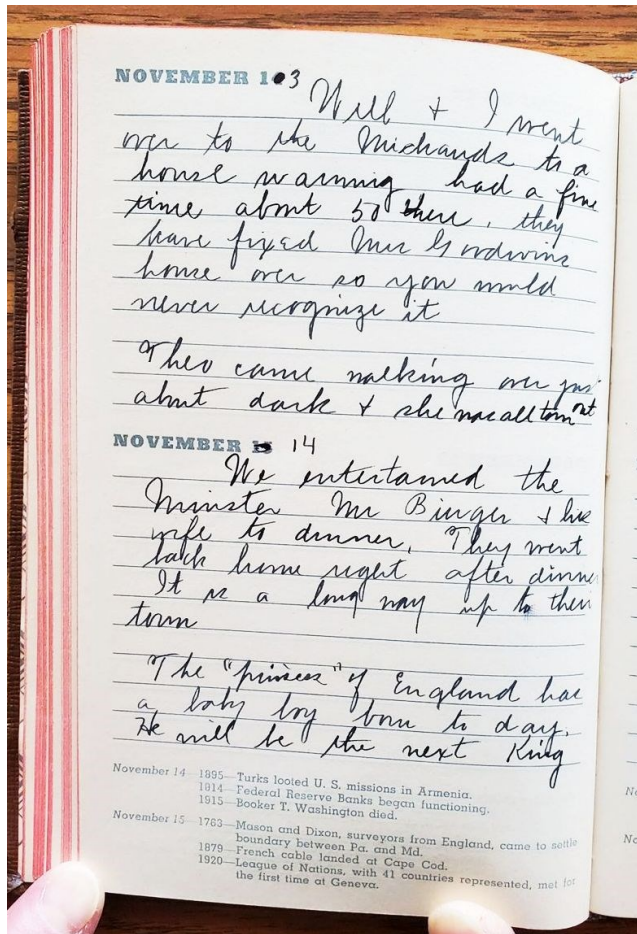 NOVEMBER 13
Will & I went
over to the Michauds to a
house warming had a fine
time about 50 there, they
have fixed Mrs Gordwins
house over so you would
never recognize it
Theo came walking over just
about dark & she was all torn out
NOVEMBER 14
We entertained the
Minster Mr Binger & his
wife to dinner. They went
back home right after dinner
It is a long way up to their
town
The "princess" of England has
a baby boy born to day.
He will be the next King
November 14—1895—Turks looted U. S. missions in Armenia.
1914—Federal Reserve Banks began functioning.
1915—Booker T. Washington died.
November 15—1763—Mason and Dixon, surveyors from England, came to settle
boundary between Pa. and Md.
1879—French cable landed at Cape Cod.
1920—League of Nations, with 41 countries represented, met for
the first time at Geneva.